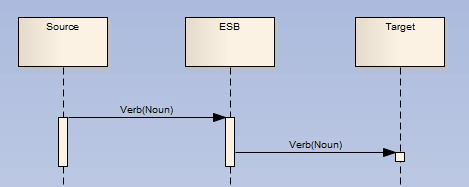 Source
ESB
Target
Verb(Noun)
Verb(Noun)